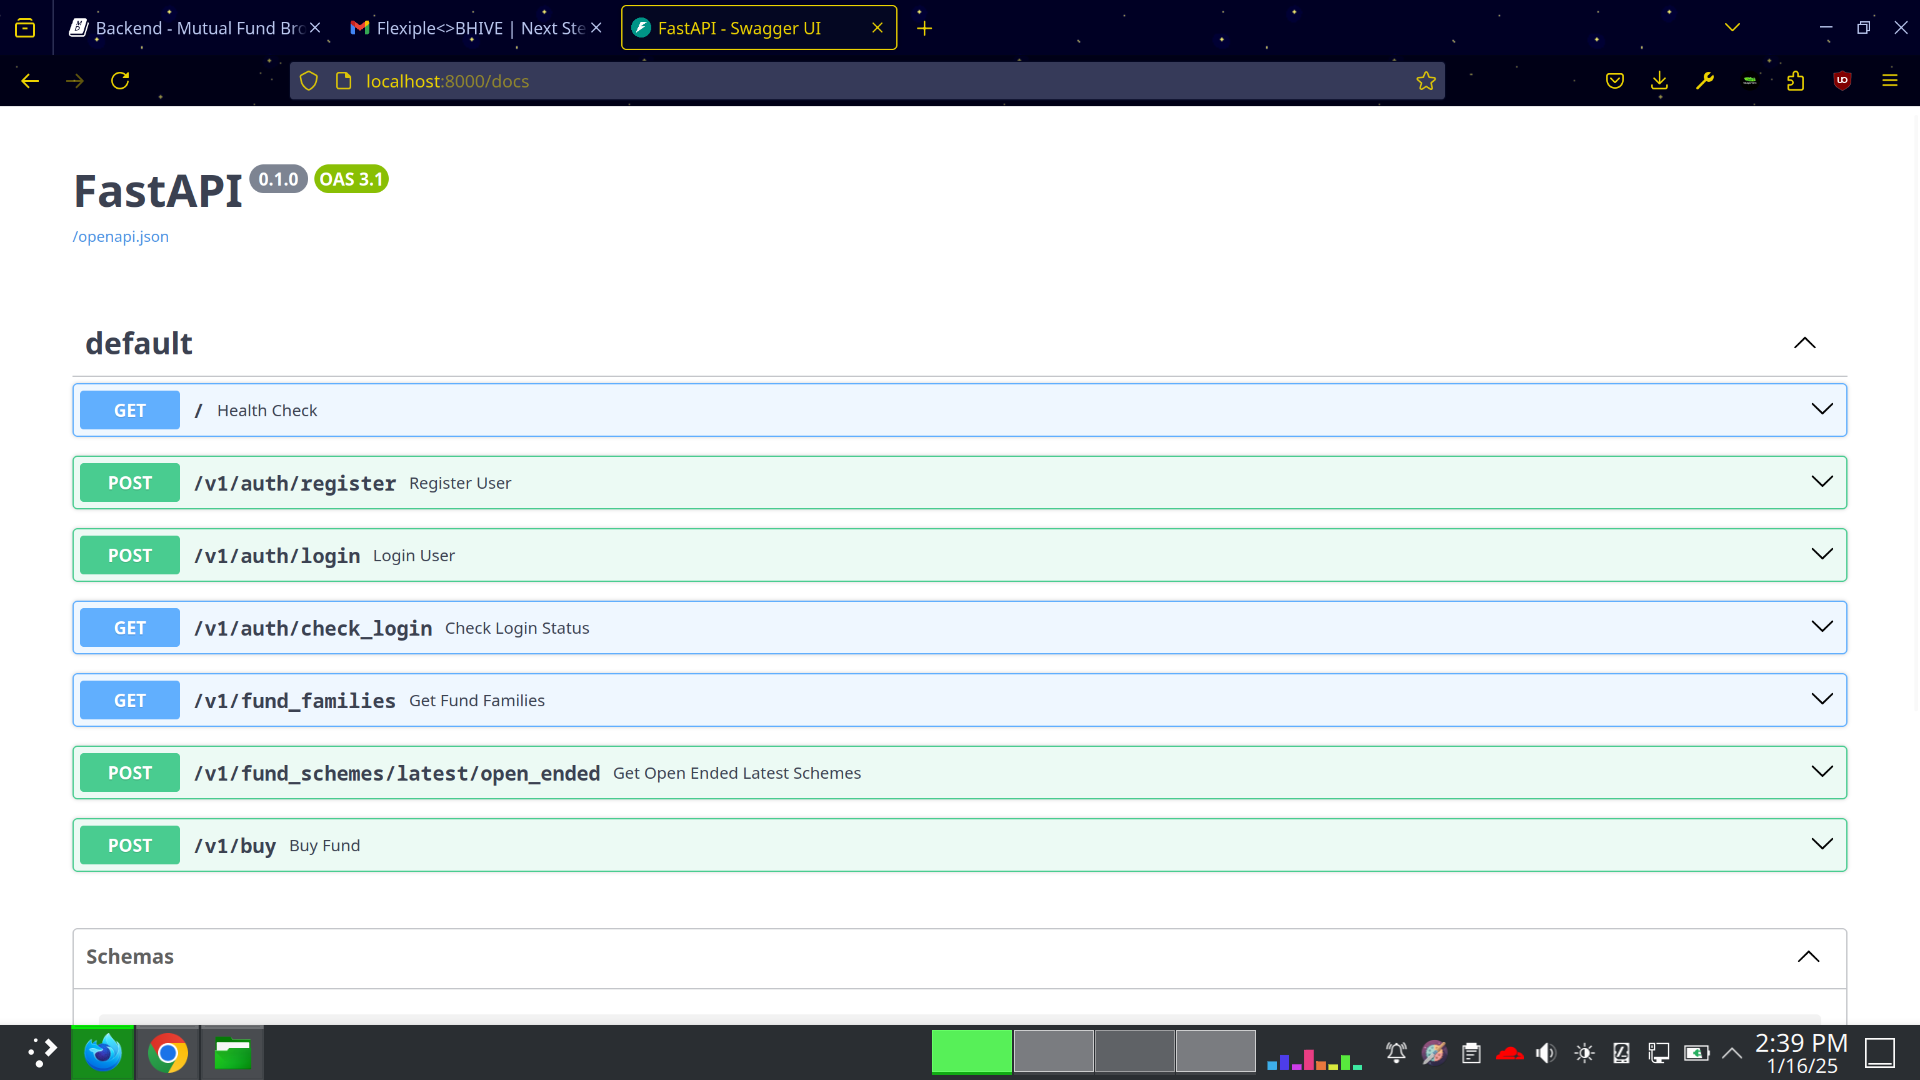 Backend - Mutual Fund Bro
Flexiple<>BHIVE | Next Ste
FastAPI - Swagger UI
localhost:8000/docs
FastAPI 0.1.0 OAS 3.1
/openapi.json
default
GET / Health Check
POST /v1/auth/register Register User
POST /v1/auth/login Login User
GET /v1/auth/check_login Check Login Status
GET /v1/fund_families Get Fund Families
POST /v1/fund_schemes/latest/open_ended Get Open Ended Latest Schemes
POST /v1/buy Buy Fund
Schemas
2:39 PM
1/16/25